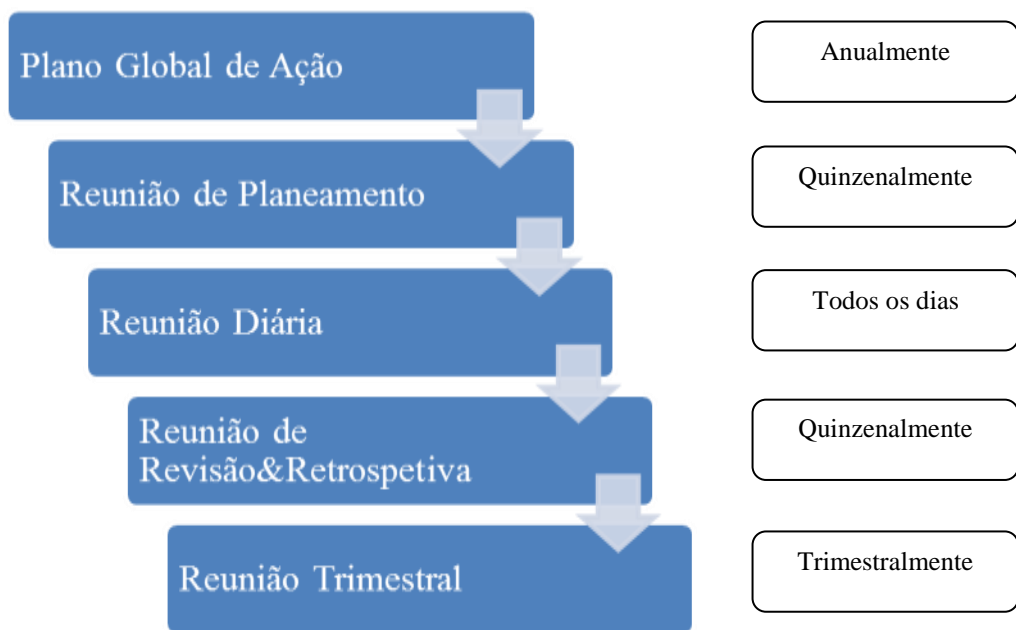 Plano Global de Ação
Anualmente
Reunião de Planeamento
Quinzenalmente
Reunião Diária
Todos os dias
Reunião de
Revisão&Retrospetiva
Quinzenalmente
Reunião Trimestral
Trimestralmente